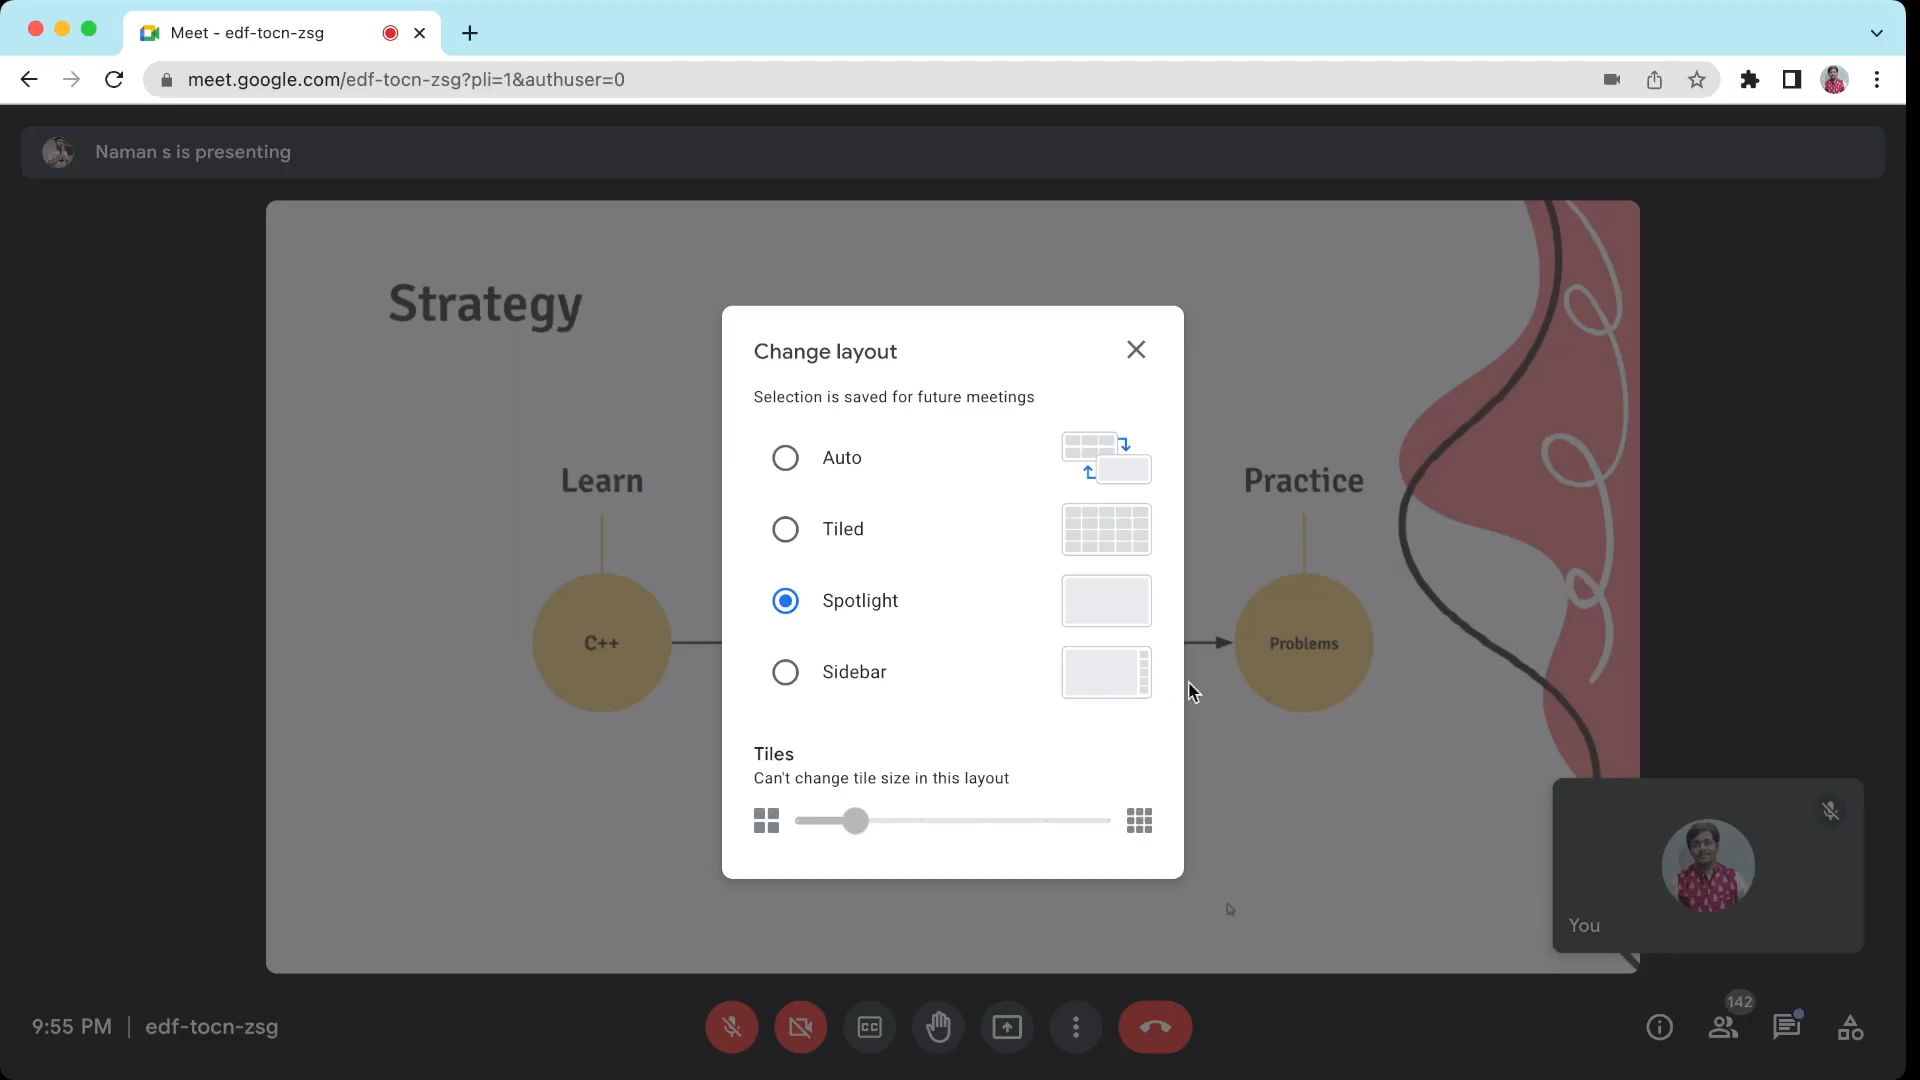 Meet - edf-tocn-zsg
meet.google.com/edf-tocn-zsg?pli=1&authuser=0
Naman s is presenting
Strategy
Change layout
Selection is saved for future meetings
Auto
Learn
Practice
Tiled
Spotlight
C++
Problems
Sidebar
Tiles
Can't change tile size in this layout
You
142
9:55 PM | edf-tocn-zsg
CC